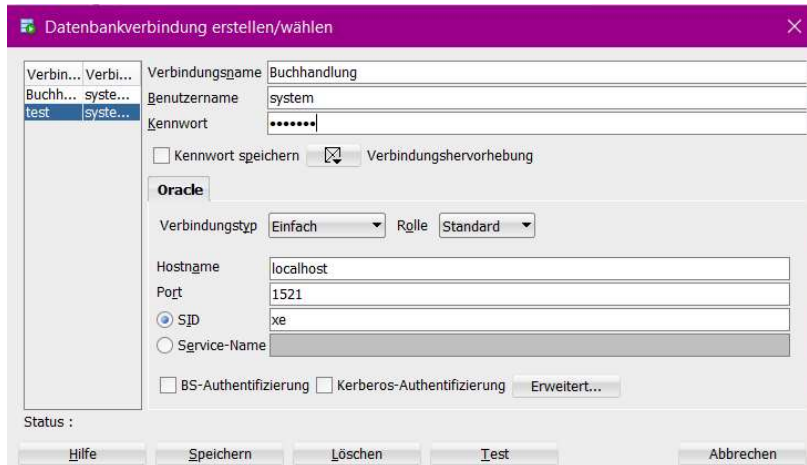 Datenbankverbindung erstellen/wählen
Verbin... Verbi...
Buchh... syste...
test syste...
Verbindungsname Buchhandlung
Benutzername system
Kennwort •••••••
Kennwort speichern Verbindungshervorhebung
Oracle
Verbindungstyp Einfach Rolle Standard
Hostname localhost
Port 1521
SID xe
Service-Name
BS-Authentifizierung Kerberos-Authentifizierung Erweitert...
Status :
Hilfe Speichern Löschen Test Abbrechen